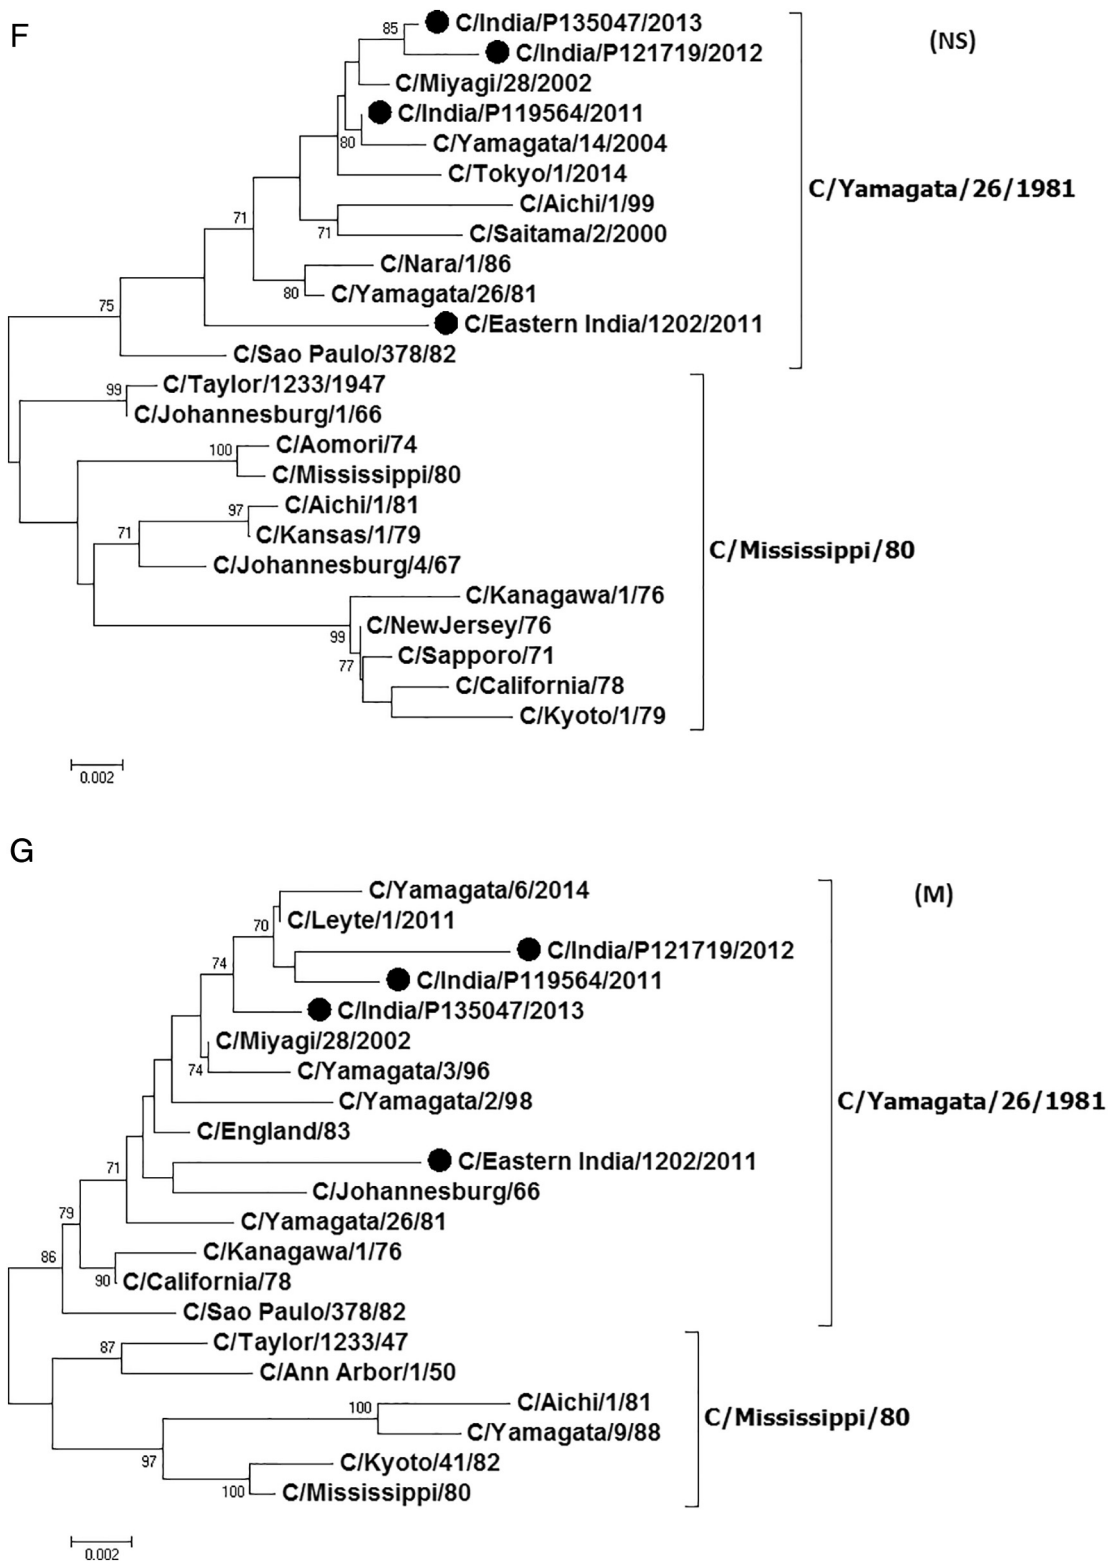 F
85
C/India/P135047/2013
(NS)
C/India/P121719/2012
C/Miyagi/28/2002
C/India/P119564/2011
80
C/Yamagata/14/2004
C/Tokyo/1/2014
C/Yamagata/26/1981
C/Aichi/1/99
71
71
C/Saitama/2/2000
C/Nara/1/86
80
C/Yamagata/26/81
75
C/Eastern India/1202/2011
C/Sao Paulo/378/82
99
C/Taylor/1233/1947
C/Johannesburg/1/66
100
C/Aomori/74
C/Mississippi/80
97
C/Aichi/1/81
71
C/Kansas/1/79
C/Mississippi/80
C/Johannesburg/4/67
C/Kanagawa/1/76
99
C/NewJersey/76
77
C/Sapporo/71
C/California/78
C/Kyoto/1/79
0.002
G
C/Yamagata/6/2014
(M)
70
C/Leyte/1/2011
C/India/P121719/2012
74
C/India/P119564/2011
C/India/P135047/2013
C/Miyagi/28/2002
74
C/Yamagata/3/96
C/Yamagata/2/98
C/Yamagata/26/1981
C/England/83
71
C/Eastern India/1202/2011
C/Johannesburg/66
79
C/Yamagata/26/81
86
C/Kanagawa/1/76
90
C/California/78
C/Sao Paulo/378/82
87
C/Taylor/1233/47
C/Ann Arbor/1/50
100
C/Aichi/1/81
C/Mississippi/80
C/Yamagata/9/88
97
C/Kyoto/41/82
100
C/Mississippi/80
0.002